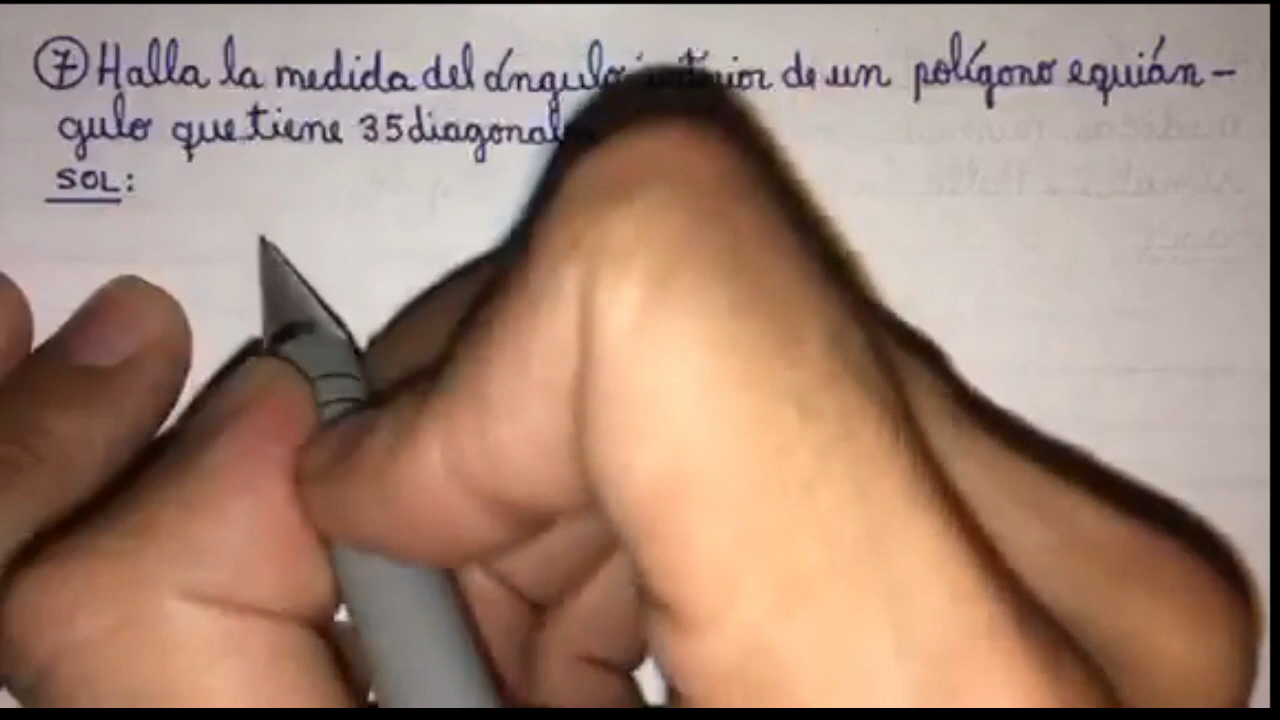 7 Halla la medida del ángulo de un polígono equián-
gulo que tiene 35 diagonal
SOL: